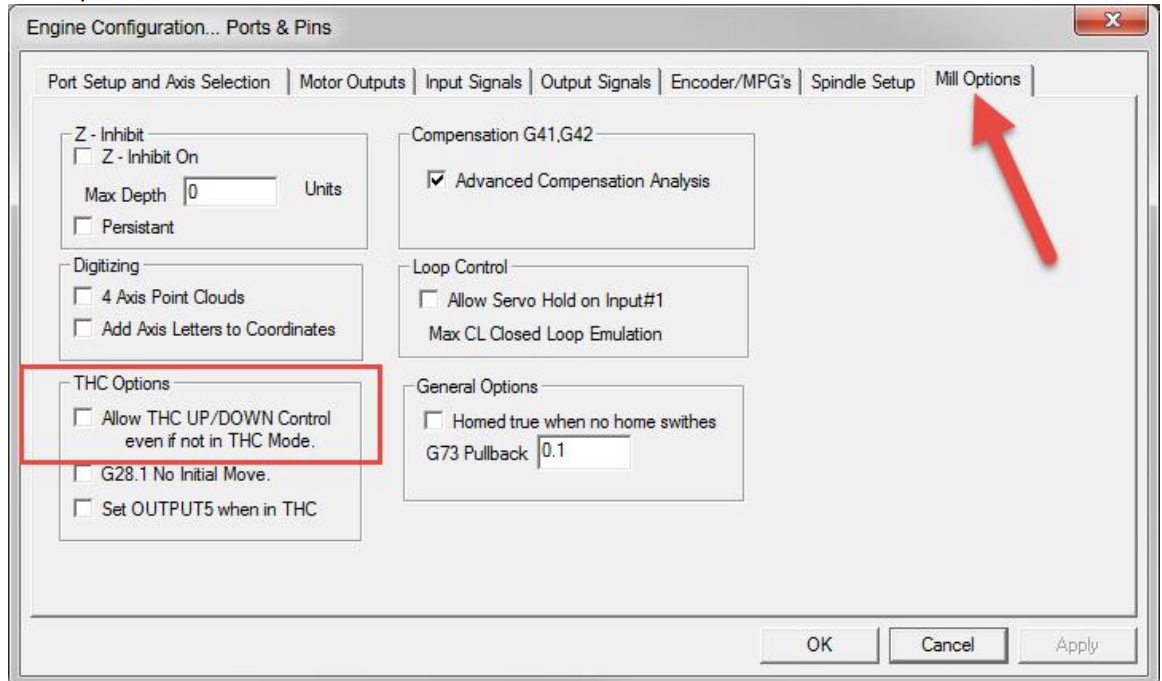 Engine Configuration... Ports & Pins
Port Setup and Axis Selection
Motor Outputs
Input Signals
Output Signals
Encoder/MPG's
Spindle Setup
Mill Options
Z - Inhibit
Z - Inhibit On
Max Depth 0 Units
Persistant
Compensation G41,G42
Advanced Compensation Analysis
Digitizing
4 Axis Point Clouds
Add Axis Letters to Coordinates
Loop Control
Allow Servo Hold on Input#1
Max CL Closed Loop Emulation
THC Options
Allow THC UP/DOWN Control
even if not in THC Mode.
G28.1 No Initial Move.
Set OUTPUT5 when in THC
General Options
Homed true when no home swithes
G73 Pullback 0.1
OK
Cancel
Apply